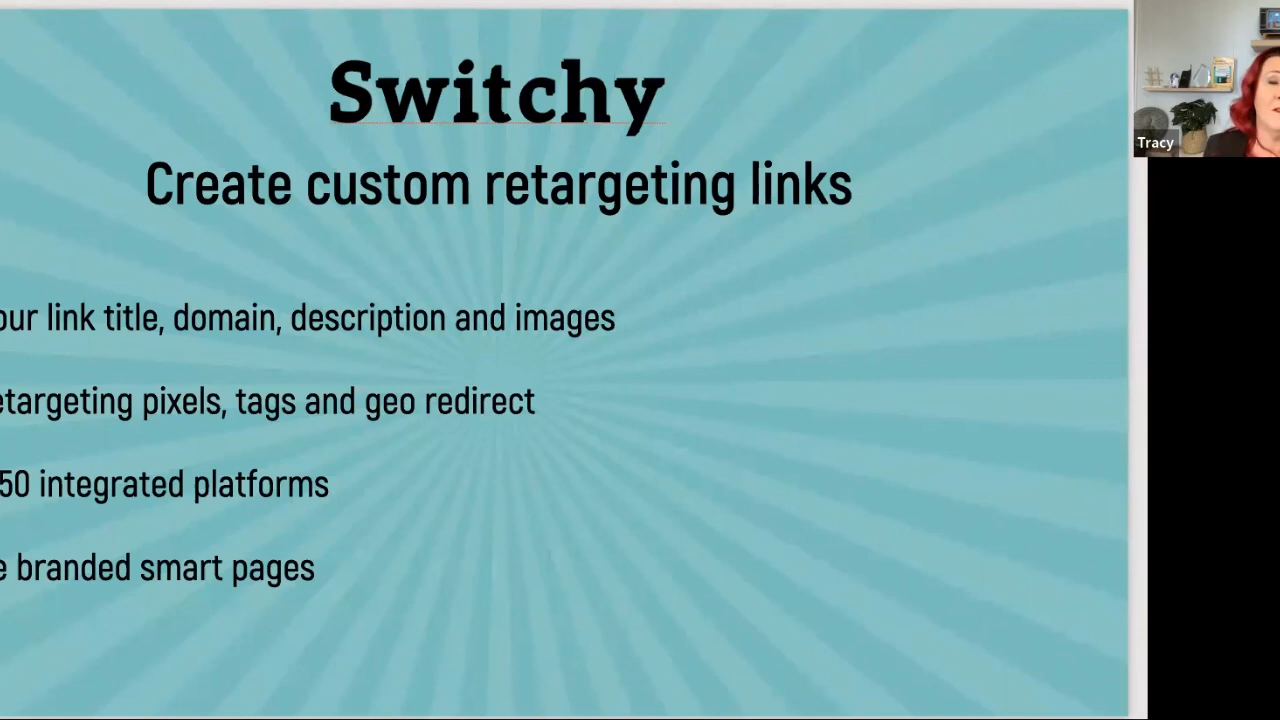 Switchy
Create custom retargeting links
our link title, domain, description and images
etargeting pixels, tags and geo redirect
50 integrated platforms
e branded smart pages
Tracy